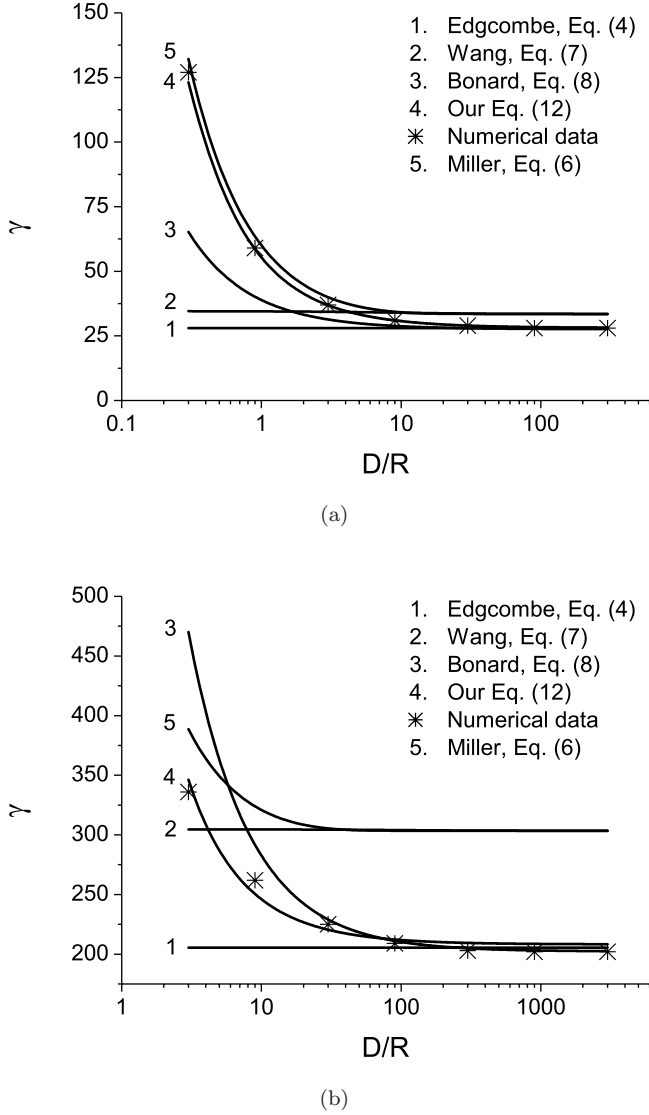 150
125
100
75
50
25
0
γ
0.1 1 10 100
D/R
5
4
3
2
1
1. Edgcombe, Eq. (4)
2. Wang, Eq. (7)
3. Bonard, Eq. (8)
4. Our Eq. (12)
Numerical data
5. Miller, Eq. (6)
(a)
500
450
400
350
300
250
200
γ
1 10 100 1000
D/R
3
5
4
2
1
1. Edgcombe, Eq. (4)
2. Wang, Eq. (7)
3. Bonard, Eq. (8)
4. Our Eq. (12)
Numerical data
5. Miller, Eq. (6)
(b)